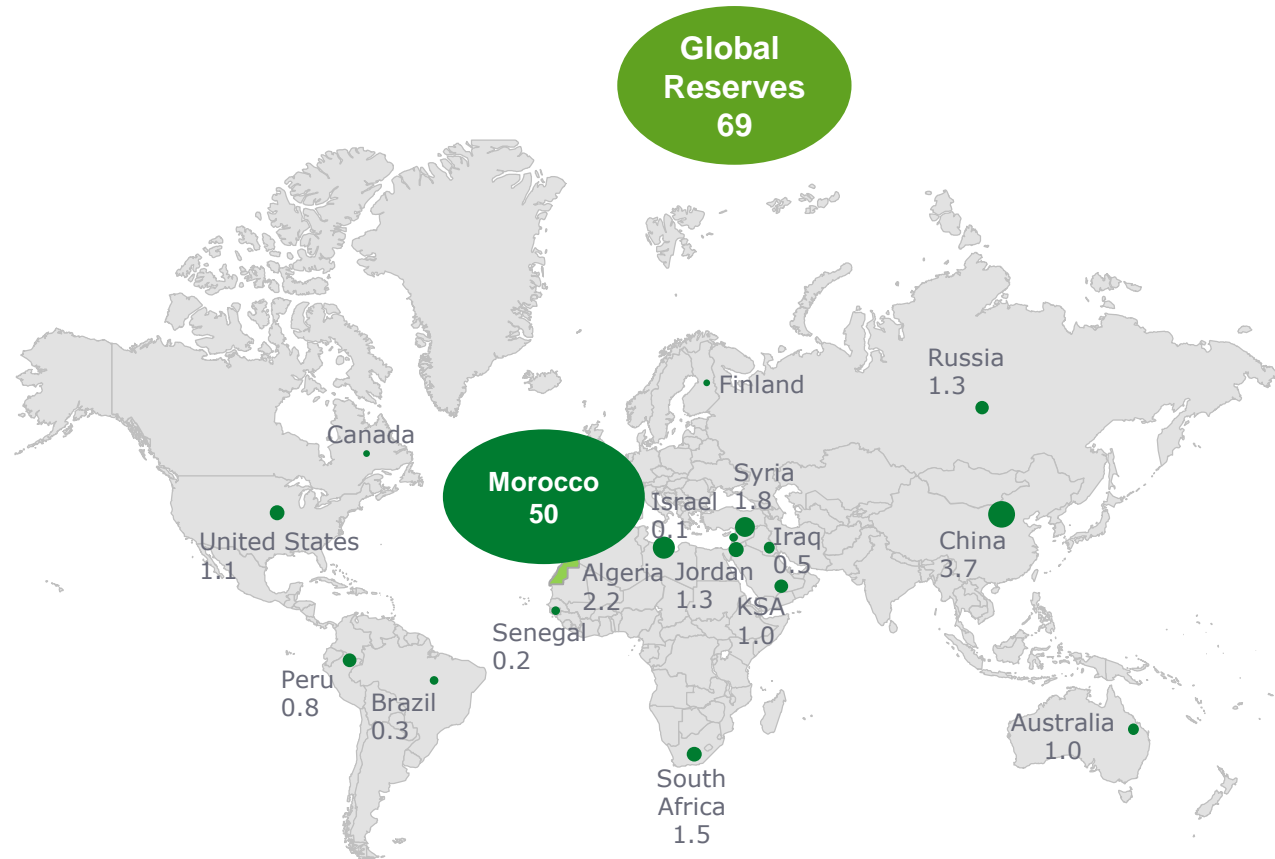 Global
Reserves
69
Russia
1.3
Finland
Canada
Morocco
50
Syria
1.8
Israel
0.1
United States
1.1
Iraq
0.5
China
3.7
Algeria
2.2
Jordan
1.3
KSA
1.0
Senegal
0.2
Peru
0.8
Brazil
0.3
Australia
1.0
South
Africa
1.5